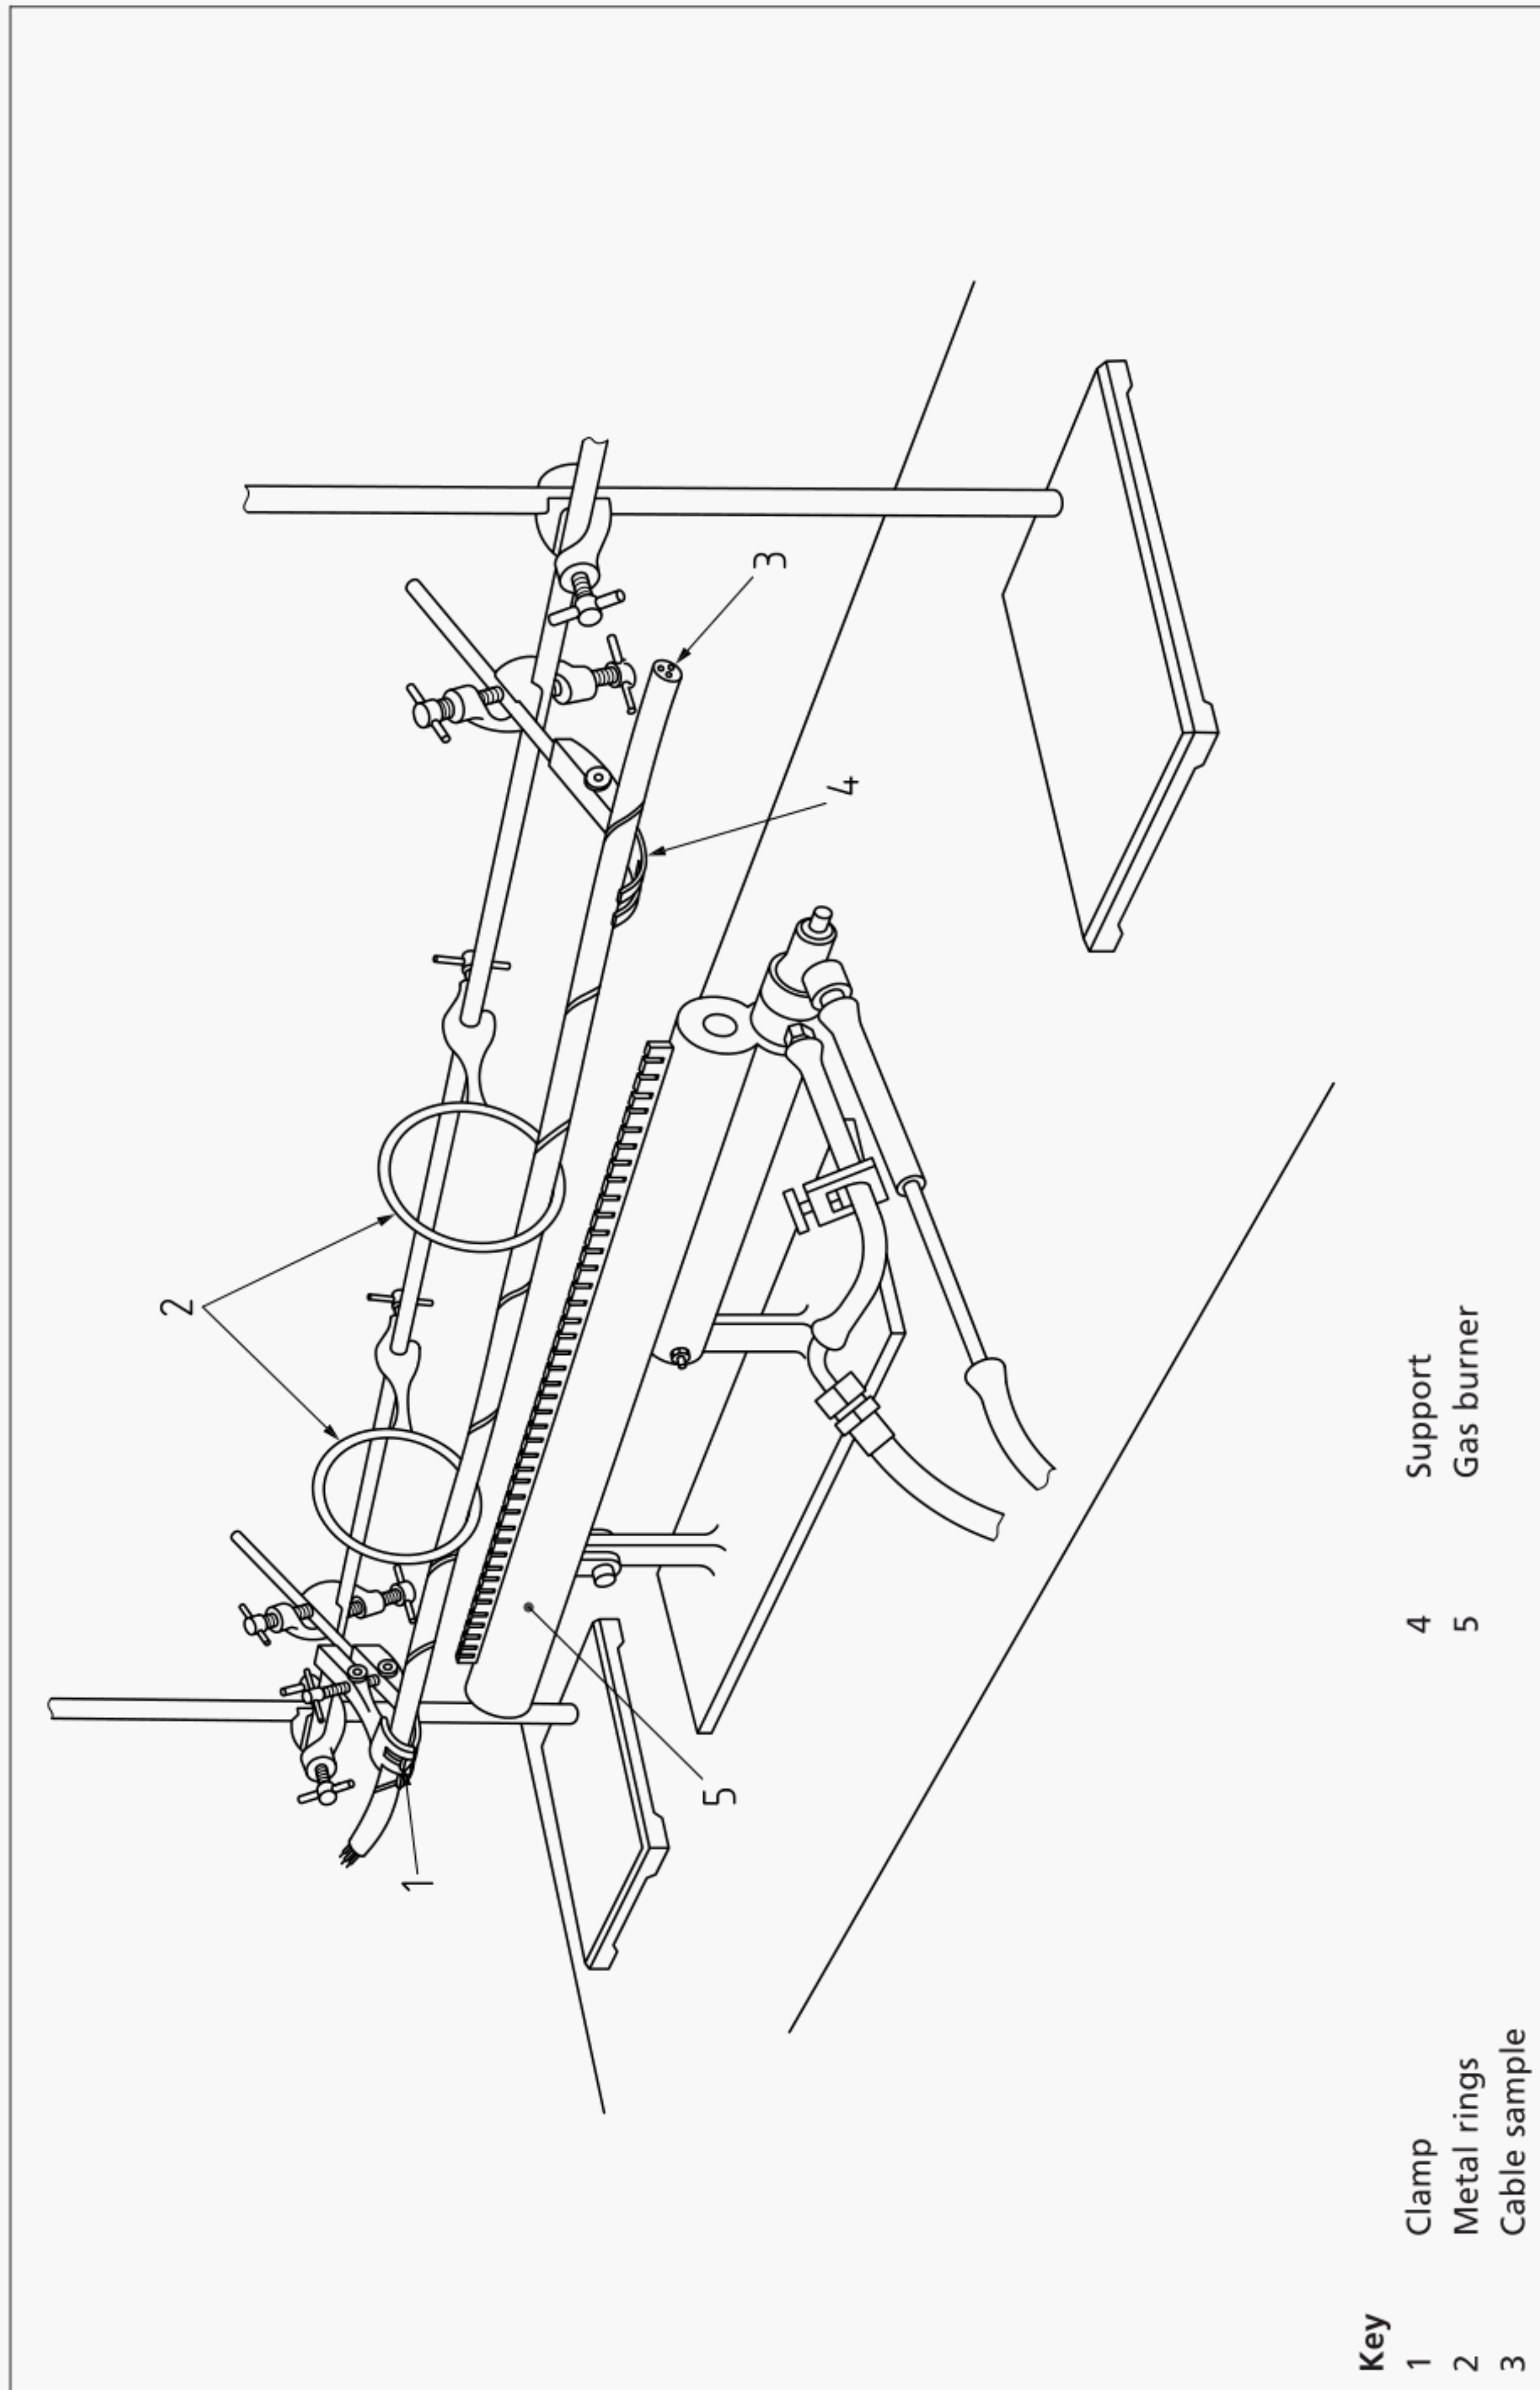 2
3
4
1
5
Key
1 Clamp
2 Metal rings
3 Cable sample
4 Support
5 Gas burner